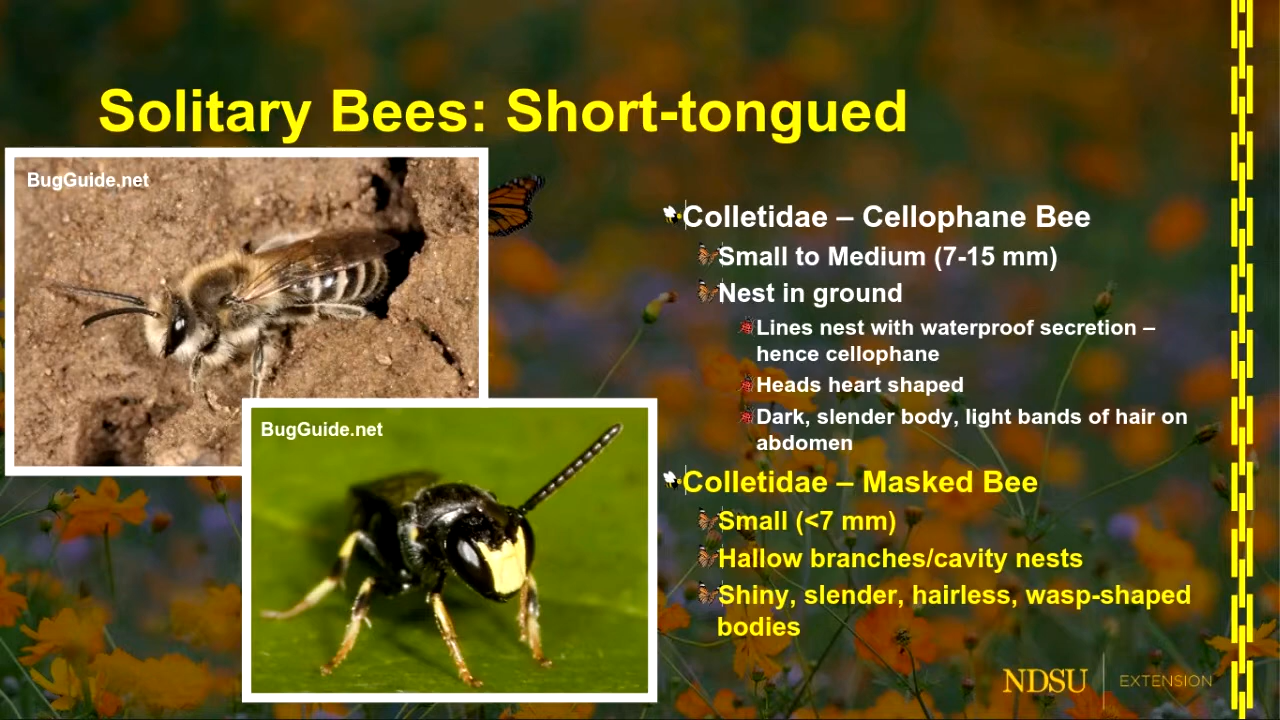 Solitary Bees: Short-tongued
BugGuide.net
BugGuide.net
Colletidae – Cellophane Bee
Small to Medium (7-15 mm)
Nest in ground
Lines nest with waterproof secretion –
hence cellophane
Heads heart shaped
Dark, slender body, light bands of hair on
abdomen
Colletidae – Masked Bee
Small (<7 mm)
Hallow branches/cavity nests
Shiny, slender, hairless, wasp-shaped
bodies
NDSU EXTENSION